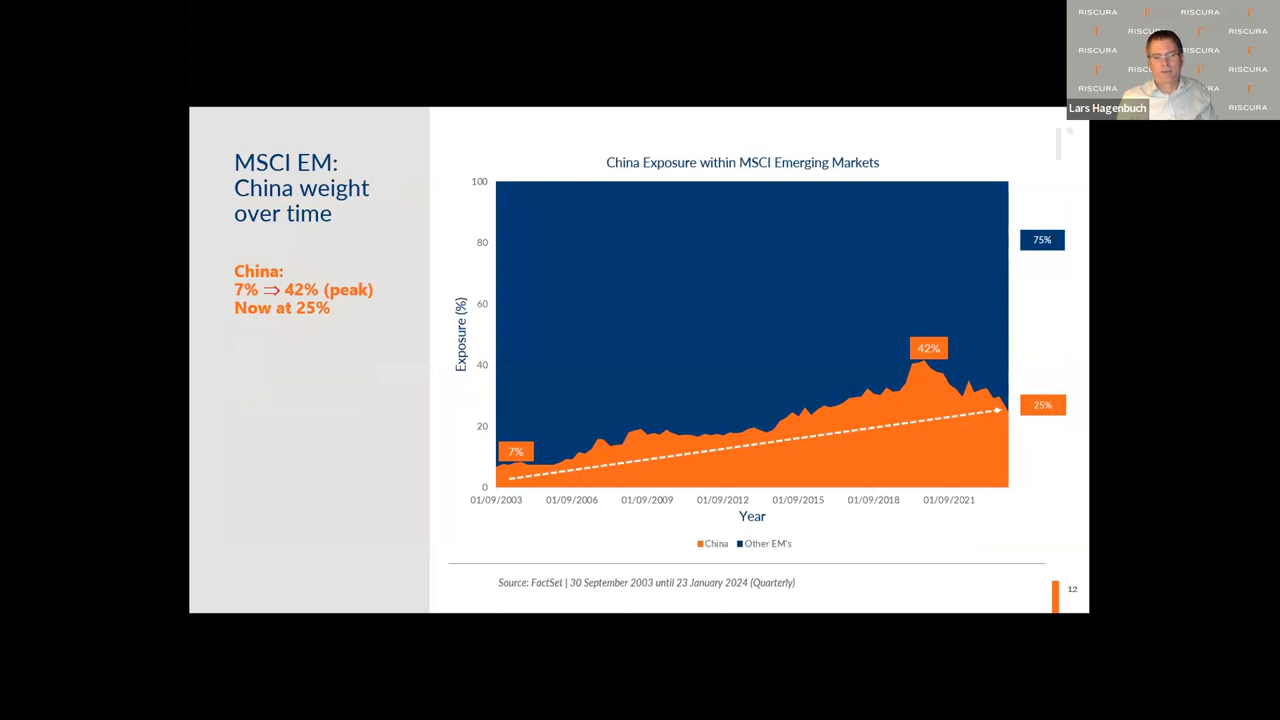 RISCURA
RISCURA
RISCURA
RISCURA
RISCURA
RISCURA
RISCURA
RISCURA
RISCURA
RISCURA
Lars Hagenbuch
MSCI EM:
China weight
over time
China:
7% ⇒ 42% (peak)
Now at 25%
China Exposure within MSCI Emerging Markets
Exposure (%)
100
80
60
40
20
0
7%
42%
75%
25%
01/09/2003 01/09/2006 01/09/2009 01/09/2012 01/09/2015 01/09/2018 01/09/2021
Year
China Other EM's
Source: FactSet | 30 September 2003 until 23 January 2024 (Quarterly)
12